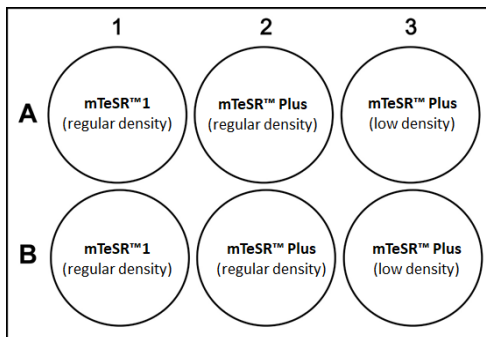 1 2 3
A
mTeSR™1 mTeSR™ Plus mTeSR™ Plus
(regular density) (regular density) (low density)
B
mTeSR™1 mTeSR™ Plus mTeSR™ Plus
(regular density) (regular density) (low density)